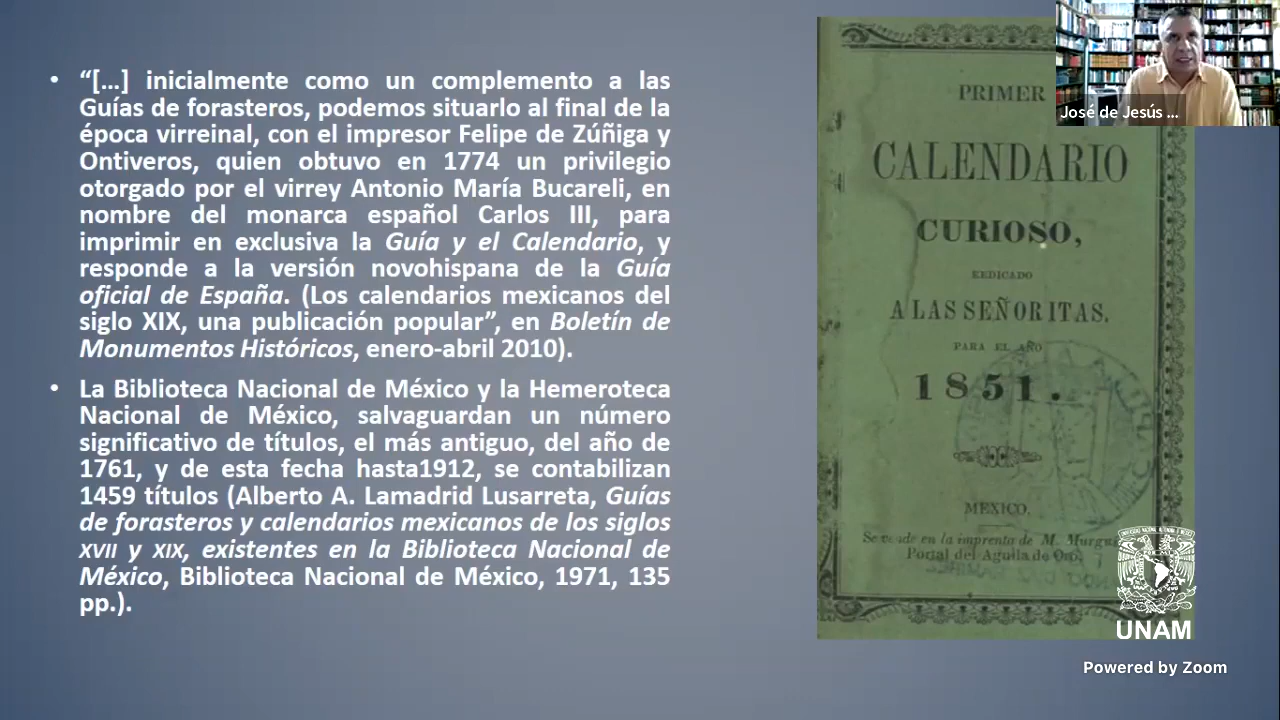 • “[…] inicialmente como un complemento a las
Guías de forasteros, podemos situarlo al final de la
época virreinal, con el impresor Felipe de Zúñiga y
Ontiveros, quien obtuvo en 1774 un privilegio
otorgado por el virrey Antonio María Bucareli, en
nombre del monarca español Carlos III, para
imprimir en exclusiva la Guía y el Calendario, y
responde a la versión novohispana de la Guía
oficial de España. (Los calendarios mexicanos del
siglo XIX, una publicación popular”, en Boletín de
Monumentos Históricos, enero-abril 2010).
• La Biblioteca Nacional de México y la Hemeroteca
Nacional de México, salvaguardan un número
significativo de títulos, el más antiguo, del año de
1761, y de esta fecha hasta1912, se contabilizan
1459 títulos (Alberto A. Lamadrid Lusarreta, Guías
de forasteros y calendarios mexicanos de los siglos
XVII y XIX, existentes en la Biblioteca Nacional de
México, Biblioteca Nacional de México, 1971, 135
pp.).
PRIMER
CALENDARIO
CURIOSO,
DEDICADO
A LAS SEÑORITAS.
PARA EL AÑO
1851.
MEXICO.
Se vende en la imprenta de M. Murgu
Portal del Aguila de Oro.
José de Jesús ...
UNAM
Powered by Zoom